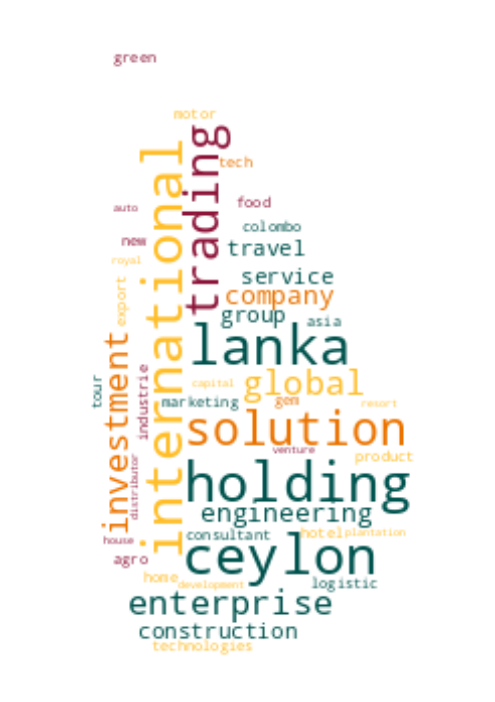 green
motor
trading
international
tech
food
auto
colombo
new
travel
royal
service
export
company
group
asia
lanka
investment
tour
industrie
capital
global
marketing
gem
resort
solution
venture
product
distributor
holding
engineering
consultant
hotel
plantation
house
ceylon
agro
home
development
logistic
enterprise
construction
technologies